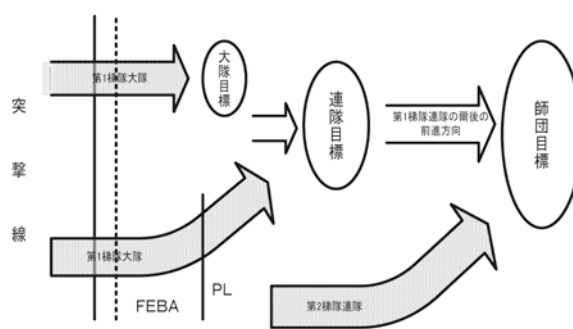 突撃線
第1梯隊大隊
大隊目標
連隊目標
第1梯隊連隊の爾後の
前進方向
師団目標
第1梯隊大隊
FEBA
PL
第2梯隊連隊